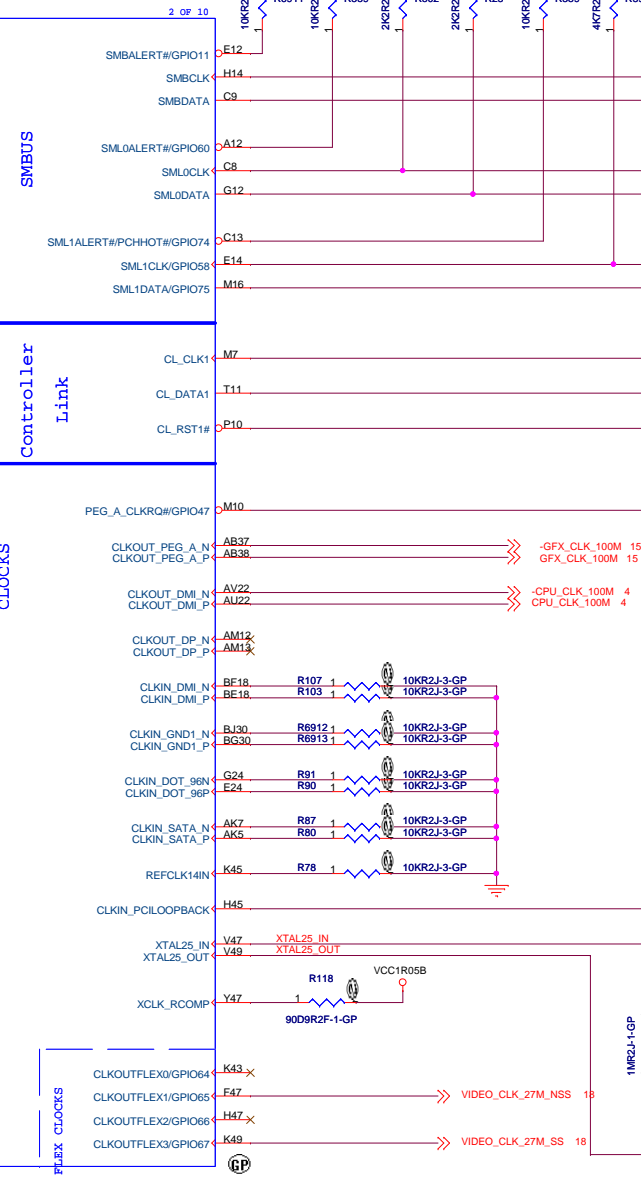 2 OF 10
SMBUS
SMBALERT#/GPIO11 E12
SMBCLK H14
SMBDATA C9
SML0ALERT#/GPIO60 A12
SML0CLK C8
SML0DATA G12
SML1ALERT#/PCHHOT#/GPIO74 C13
SML1CLK/GPIO58 E14
SML1DATA/GPIO75 M16
1 1 1 1 1 1
Controller
Link
CL_CLK1 M7
CL_DATA1 T11
CL_RST1# P10
CLOCKS
PEG_A_CLKRQ#/GPIO47 M10
CLKOUT_PEG_A_N AB37 -GFX_CLK_100M 15
CLKOUT_PEG_A_P AB38 GFX_CLK_100M 15
CLKOUT_DMI_N AV22 -CPU_CLK_100M 4
CLKOUT_DMI_P AU22 CPU_CLK_100M 4
CLKOUT_DP_N AM12
CLKOUT_DP_P AM13
CLKIN_DMI_N BF18 R107 1 10KR2J-3-GP
CLKIN_DMI_P BE18 R103 1 10KR2J-3-GP
CLKIN_GND1_N BJ30 R6912 1 10KR2J-3-GP
CLKIN_GND1_P BG30 R6913 1 10KR2J-3-GP
CLKIN_DOT_96N G24 R91 1 10KR2J-3-GP
CLKIN_DOT_96P E24 R90 1 10KR2J-3-GP
CLKIN_SATA_N AK7 R87 1 10KR2J-3-GP
CLKIN_SATA_P AK5 R80 1 10KR2J-3-GP
REFCLK14IN K45 R78 1 10KR2J-3-GP
CLKIN_PCILOOPBACK H45
XTAL25_IN V47 XTAL25_IN
XTAL25_OUT V49 XTAL25_OUT
R118 VCC1R05B
XCLK_RCOMP Y47 1
90D9R2F-1-GP
1MR2J-1-GP
FLEX CLOCKS
CLKOUTFLEX0/GPIO64 K43
CLKOUTFLEX1/GPIO65 F47 VIDEO_CLK_27M_NSS 18
CLKOUTFLEX2/GPIO66 H47
CLKOUTFLEX3/GPIO67 K49 VIDEO_CLK_27M_SS 18
GP